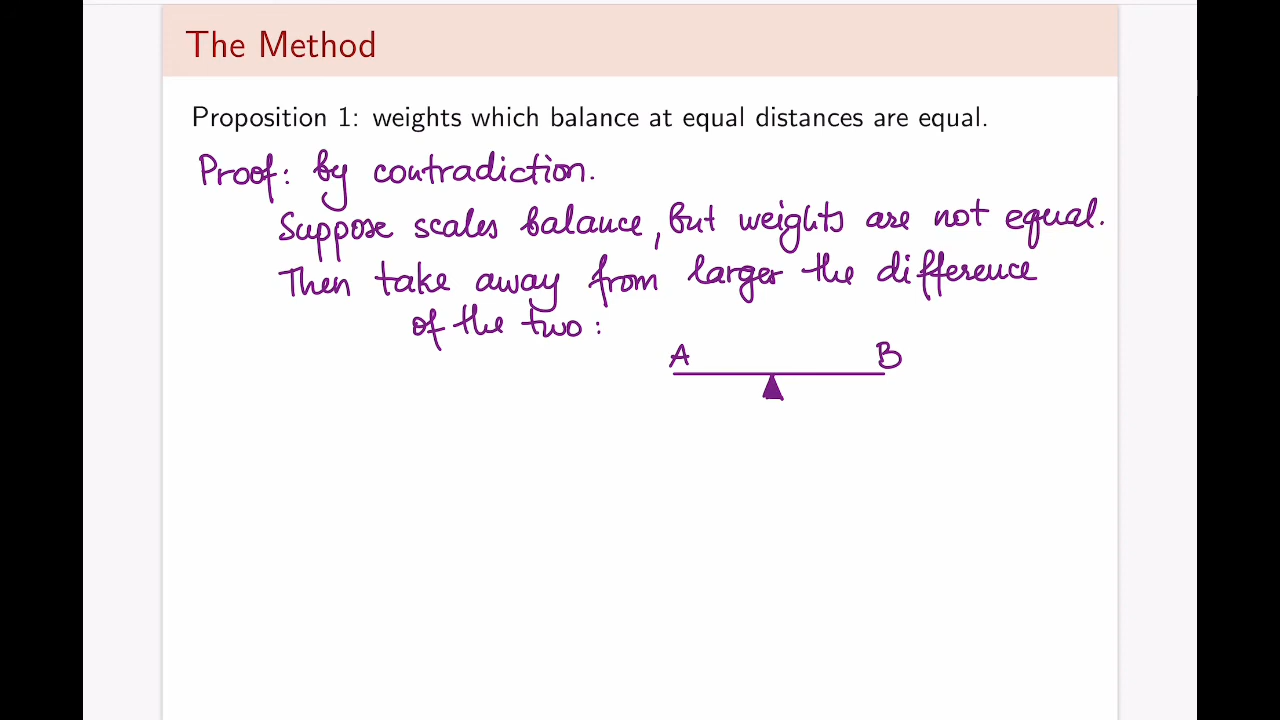 The Method
Proposition 1: weights which balance at equal distances are equal.
Proof: by contradiction.
Suppose scales balance, but weights are not equal.
Then take away from larger the difference
of the two:
A B